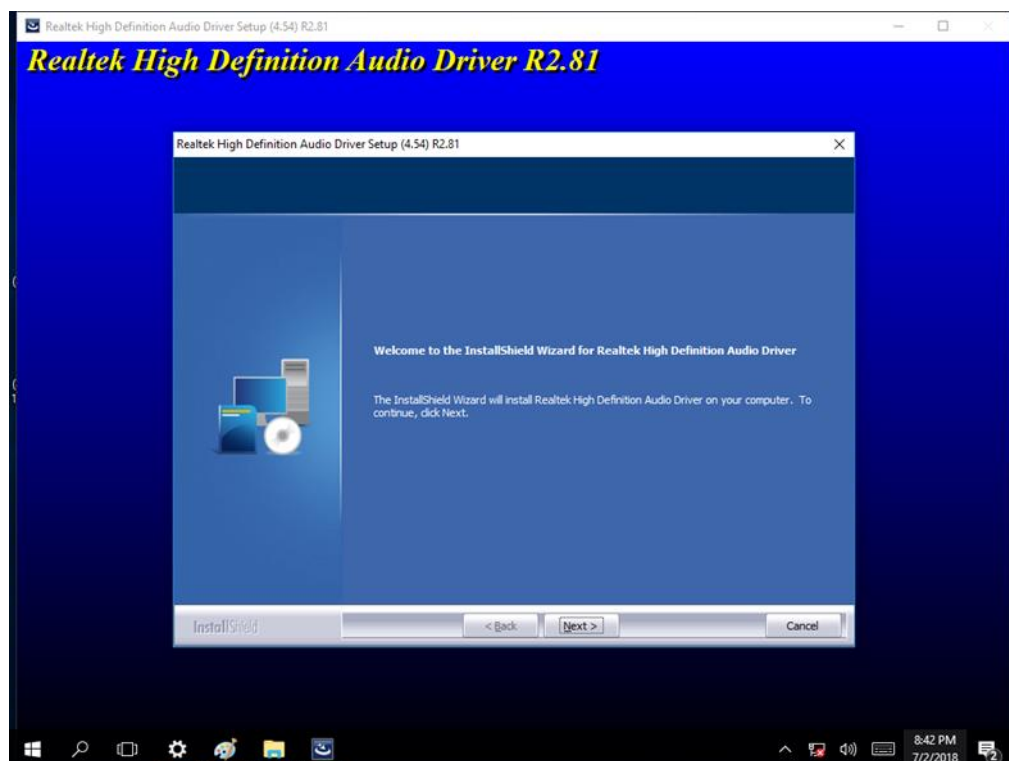 Realtek High Definition Audio Driver Setup (4.54) R2.81
Realtek High Definition Audio Driver R2.81
Realtek High Definition Audio Driver Setup (4.54) R2.81
Welcome to the InstallShield Wizard for Realtek High Definition Audio Driver
The InstallShield Wizard will install Realtek High Definition Audio Driver on your computer. To
continue, click Next.
InstallShield
< Back
Next >
Cancel
8:42 PM
7/2/2018
2